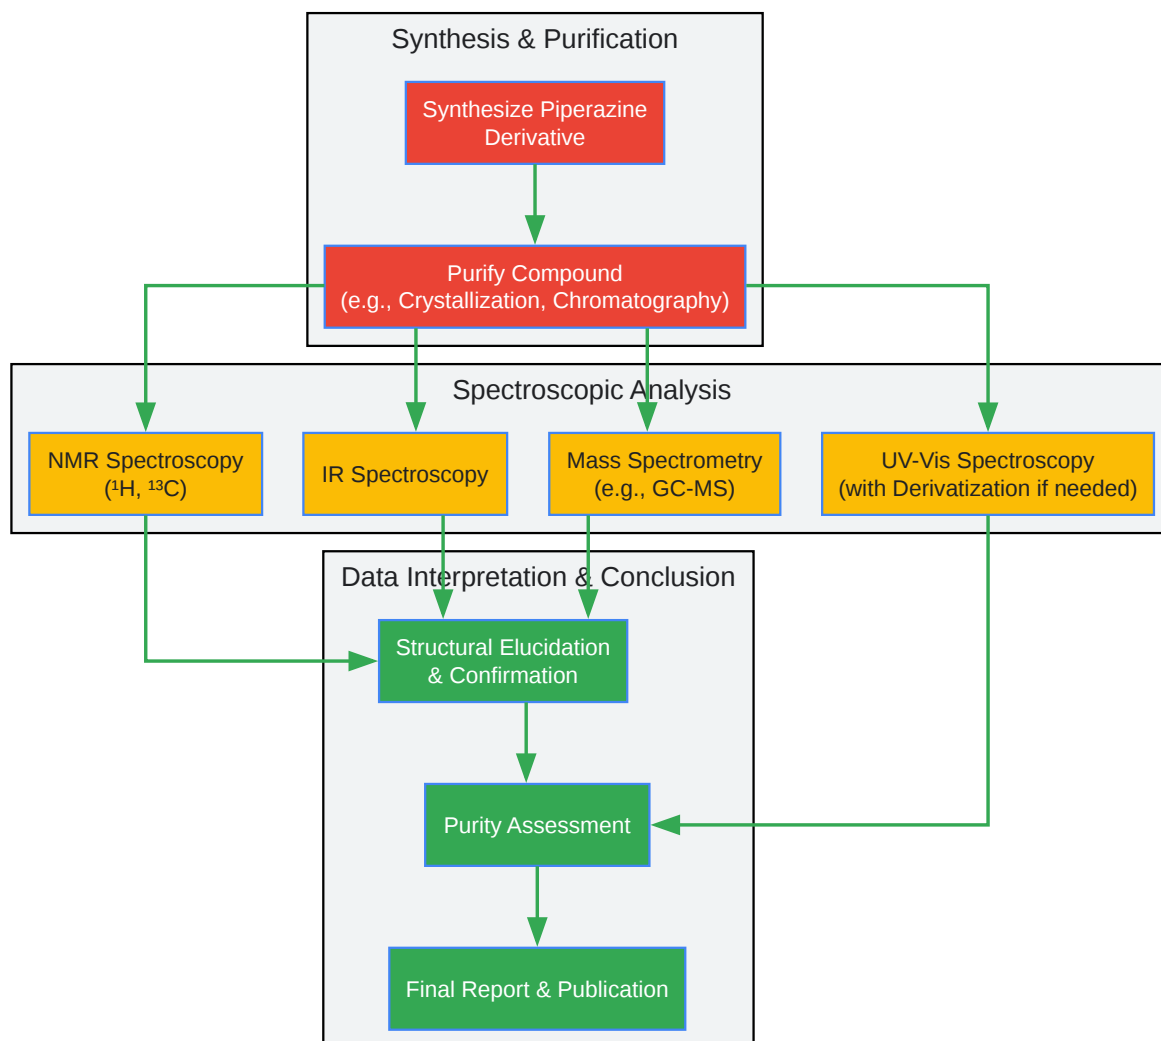 Synthesis & Purification
Synthesize Piperazine
Derivative
Purify Compound
(e.g., Crystallization, Chromatography)
Spectroscopic Analysis
NMR Spectroscopy
(¹H, ¹³C)
IR Spectroscopy
Mass Spectrometry
(e.g., GC-MS)
UV-Vis Spectroscopy
(with Derivatization if needed)
Data Interpretation & Conclusion
Structural Elucidation
& Confirmation
Purity Assessment
Final Report & Publication